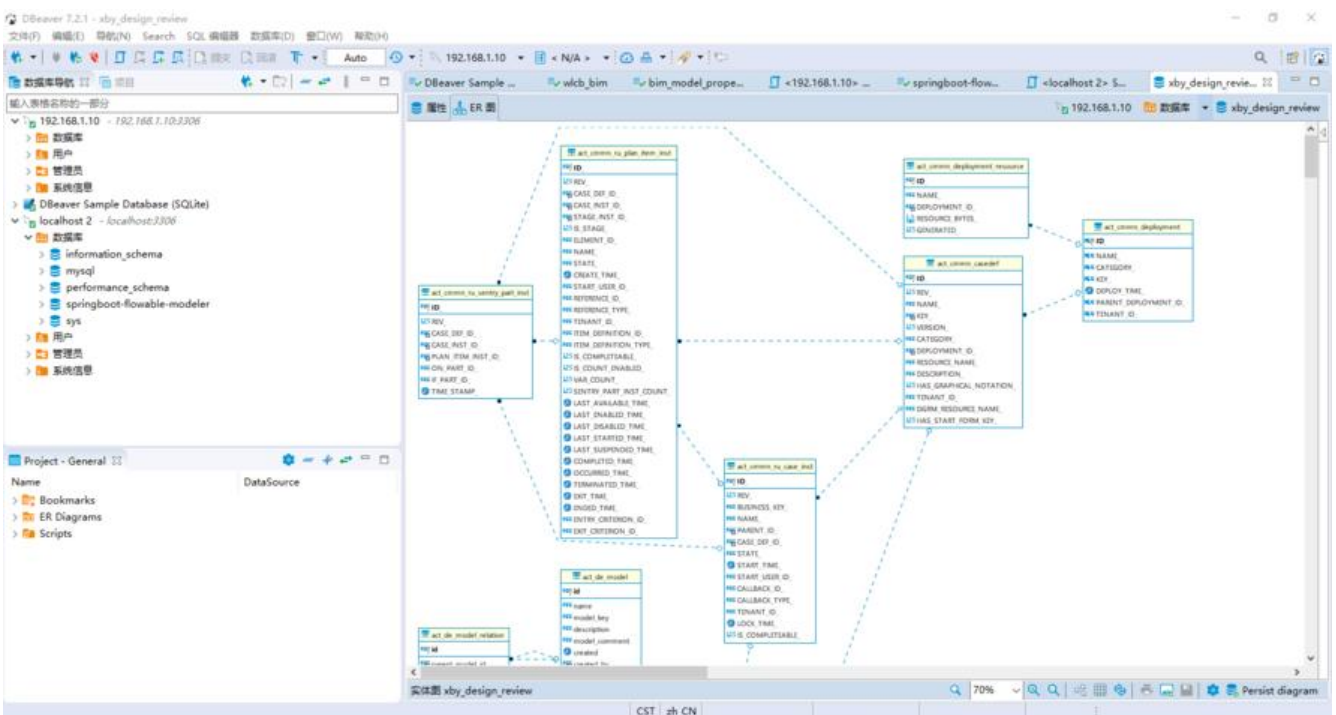 DBeaver 7.2.1 - xby_design_review
文件(F) 编辑(E) 导航(N) Search SQL 编辑器 数据库(D) 窗口(W) 帮助(H)
提交 回滚 Auto 192.168.1.10 < N/A >
数据库导航 项目
DBeaver Sample ... wlcb_bim bim_model_prope... <192.168.1.10> ... springboot-flow... <localhost 2> S... xby_design_revie...
输入表格名称的一部分
属性 ER 图
192.168.1.10 数据库 xby_design_review
192.168.1.10 - 192.168.1.10:3306
数据库
用户
管理员
系统信息
DBeaver Sample Database (SQLite)
localhost 2 - localhost:3306
数据库
information_schema
mysql
performance_schema
springboot-flowable-modeler
sys
用户
管理员
系统信息
Project - General
Name DataSource
Bookmarks
ER Diagrams
Scripts
act_cmmn_ru_sentry_part_inst
ID_
REV_
CASE_DEF_ID_
CASE_INST_ID_
PLAN_ITEM_INST_ID_
ON_PART_ID_
IF_PART_ID_
TIME_STAMP_
act_cmmn_ru_plan_item_inst
ID_
REV_
CASE_DEF_ID_
CASE_INST_ID_
STAGE_INST_ID_
IS_STAGE_
ELEMENT_ID_
NAME_
STATE_
CREATE_TIME_
START_USER_ID_
REFERENCE_ID_
REFERENCE_TYPE_
TENANT_ID_
ITEM_DEFINITION_ID_
ITEM_DEFINITION_TYPE_
IS_COMPLETEABLE_
IS_COUNT_ENABLED_
VAR_COUNT_
SENTRY_PART_INST_COUNT_
LAST_AVAILABLE_TIME_
LAST_ENABLED_TIME_
LAST_DISABLED_TIME_
LAST_STARTED_TIME_
LAST_SUSPENDED_TIME_
COMPLETED_TIME_
OCCURRED_TIME_
TERMINATED_TIME_
EXIT_TIME_
ENDED_TIME_
ENTRY_CRITERION_ID_
EXIT_CRITERION_ID_
act_cmmn_deployment_resource
ID_
NAME_
DEPLOYMENT_ID_
RESOURCE_BYTES_
GENERATED_
act_cmmn_deployment
ID_
NAME_
CATEGORY_
KEY_
DEPLOY_TIME_
PARENT_DEPLOYMENT_ID_
TENANT_ID_
act_cmmn_casedef
ID_
REV_
NAME_
KEY_
VERSION_
CATEGORY_
DEPLOYMENT_ID_
RESOURCE_NAME_
DESCRIPTION_
HAS_GRAPHICAL_NOTATION_
TENANT_ID_
DGRM_RESOURCE_NAME_
HAS_START_FORM_KEY_
act_cmmn_ru_case_inst
ID_
REV_
BUSINESS_KEY_
NAME_
PARENT_ID_
CASE_DEF_ID_
STATE_
START_TIME_
START_USER_ID_
CALLBACK_ID_
CALLBACK_TYPE_
TENANT_ID_
LOCK_TIME_
IS_COMPLETEABLE_
act_de_model
id
name
model_key
description
model_comment
created
created_by
act_de_model_relation
id
parent_model_id
实体图 xby_design_review 70% Persist diagram
CST zh_CN